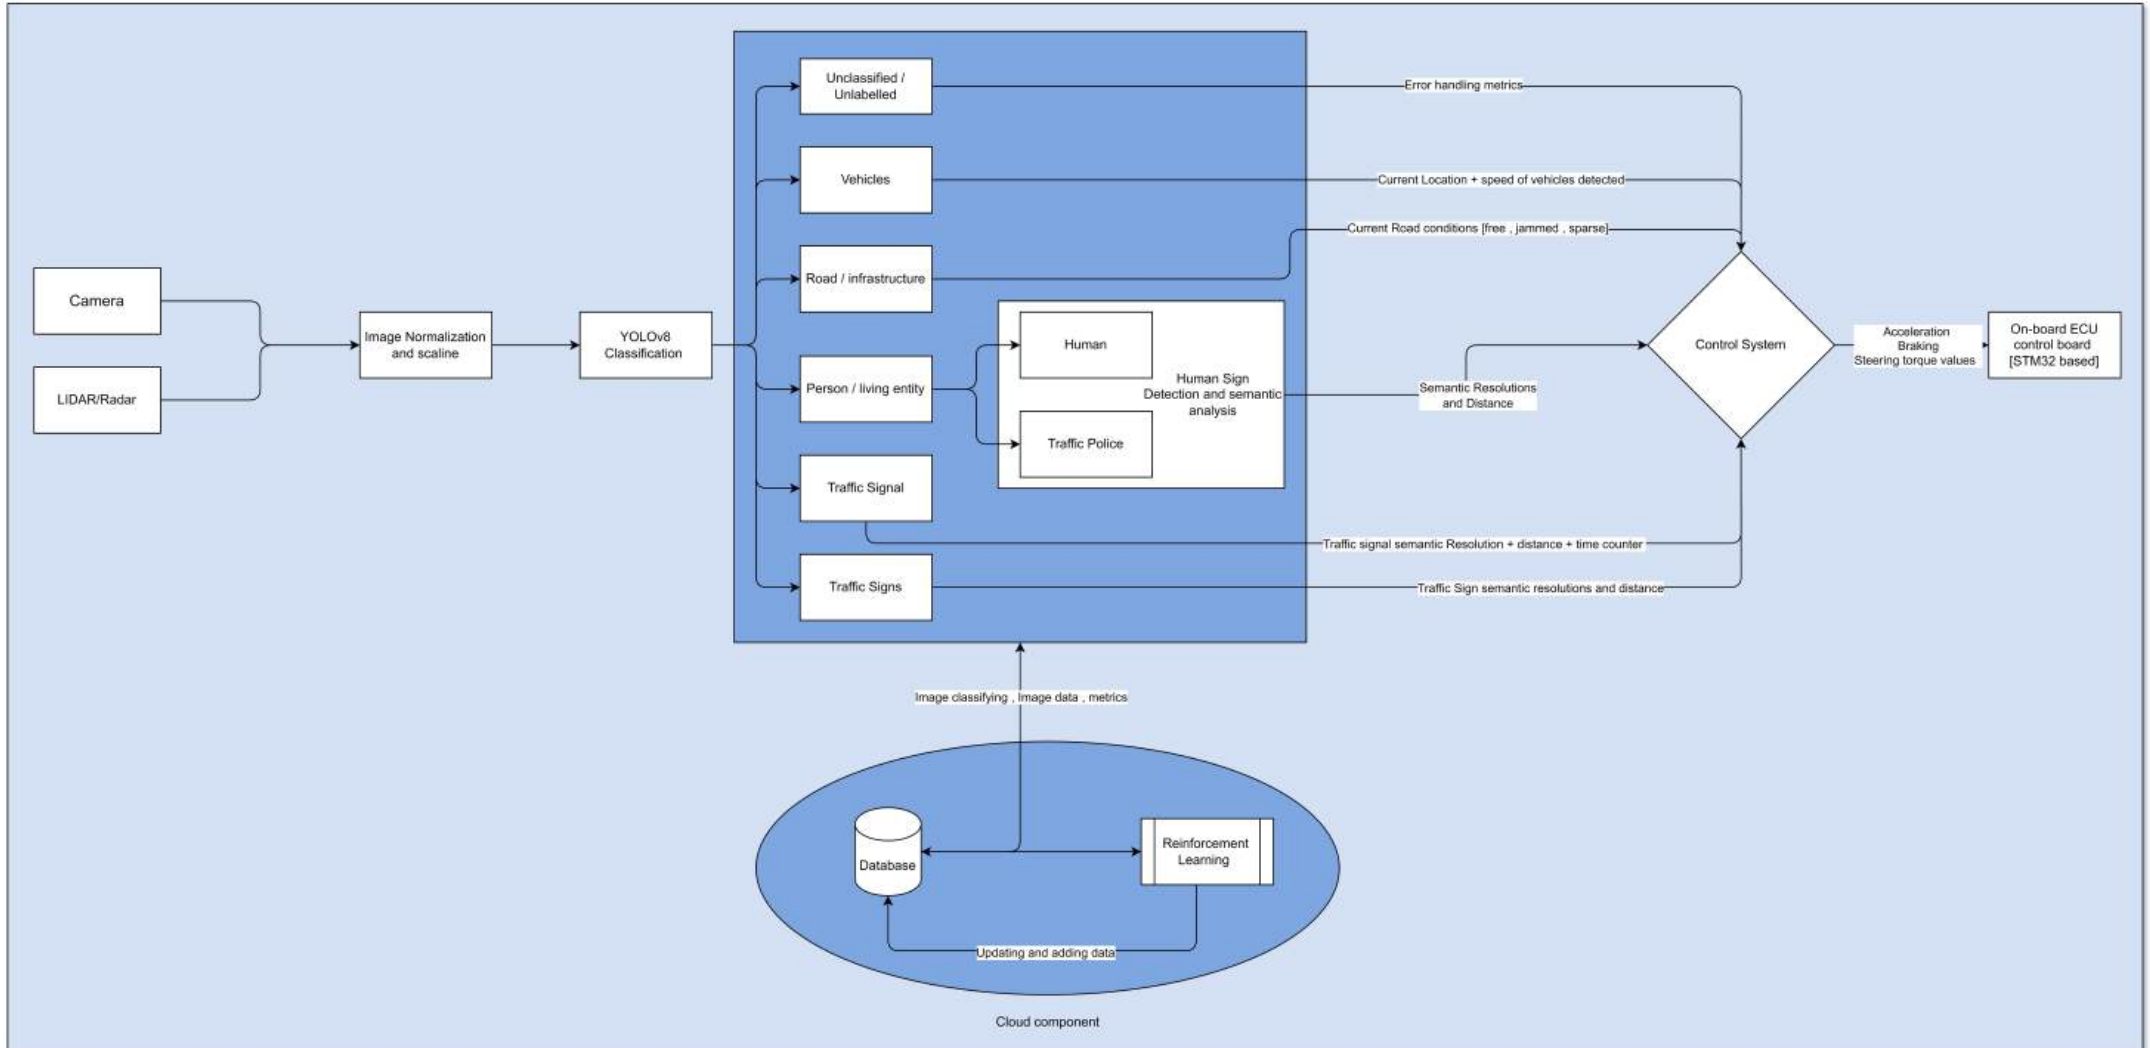 Unclassified /
Unlabelled
Error handling metrics
Vehicles
Current Location + speed of vehicles detected
Current Road conditions [free , jammed , sparse]
Road / infrastructure
Camera
LIDAR/Radar
Image Normalization
and scaline
YOLOv8
Classification
Person / living entity
Human
Traffic Police
Human Sign
Detection and semantic
analysis
Semantic Resolutions
and Distance
Control System
Acceleration
Braking
Steering torque values
On-board ECU
control board
[STM32 based]
Traffic Signal
Traffic signal semantic Resolution + distance + time counter
Traffic Signs
Traffic Sign semantic resolutions and distance
Image classifying , Image data , metrics
Database
Reinforcement
Learning
Updating and adding data
Cloud component